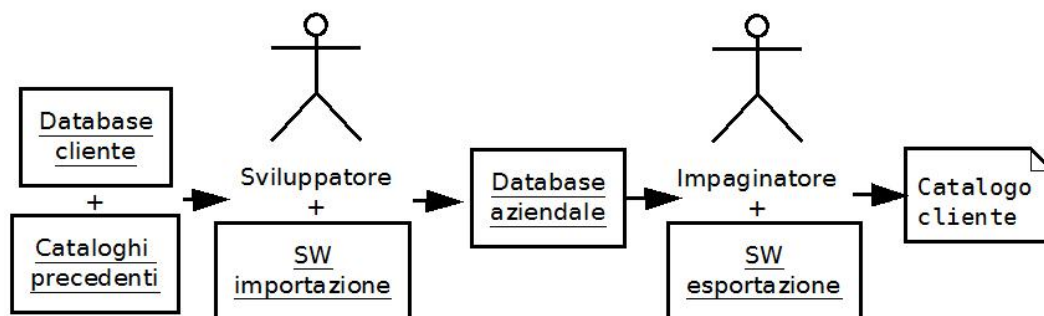 Database
cliente
+
Cataloghi
precedenti
Sviluppatore
+
SW
importazione
Database
aziendale
Impaginatore
+
SW
esportazione
Catalogo
cliente